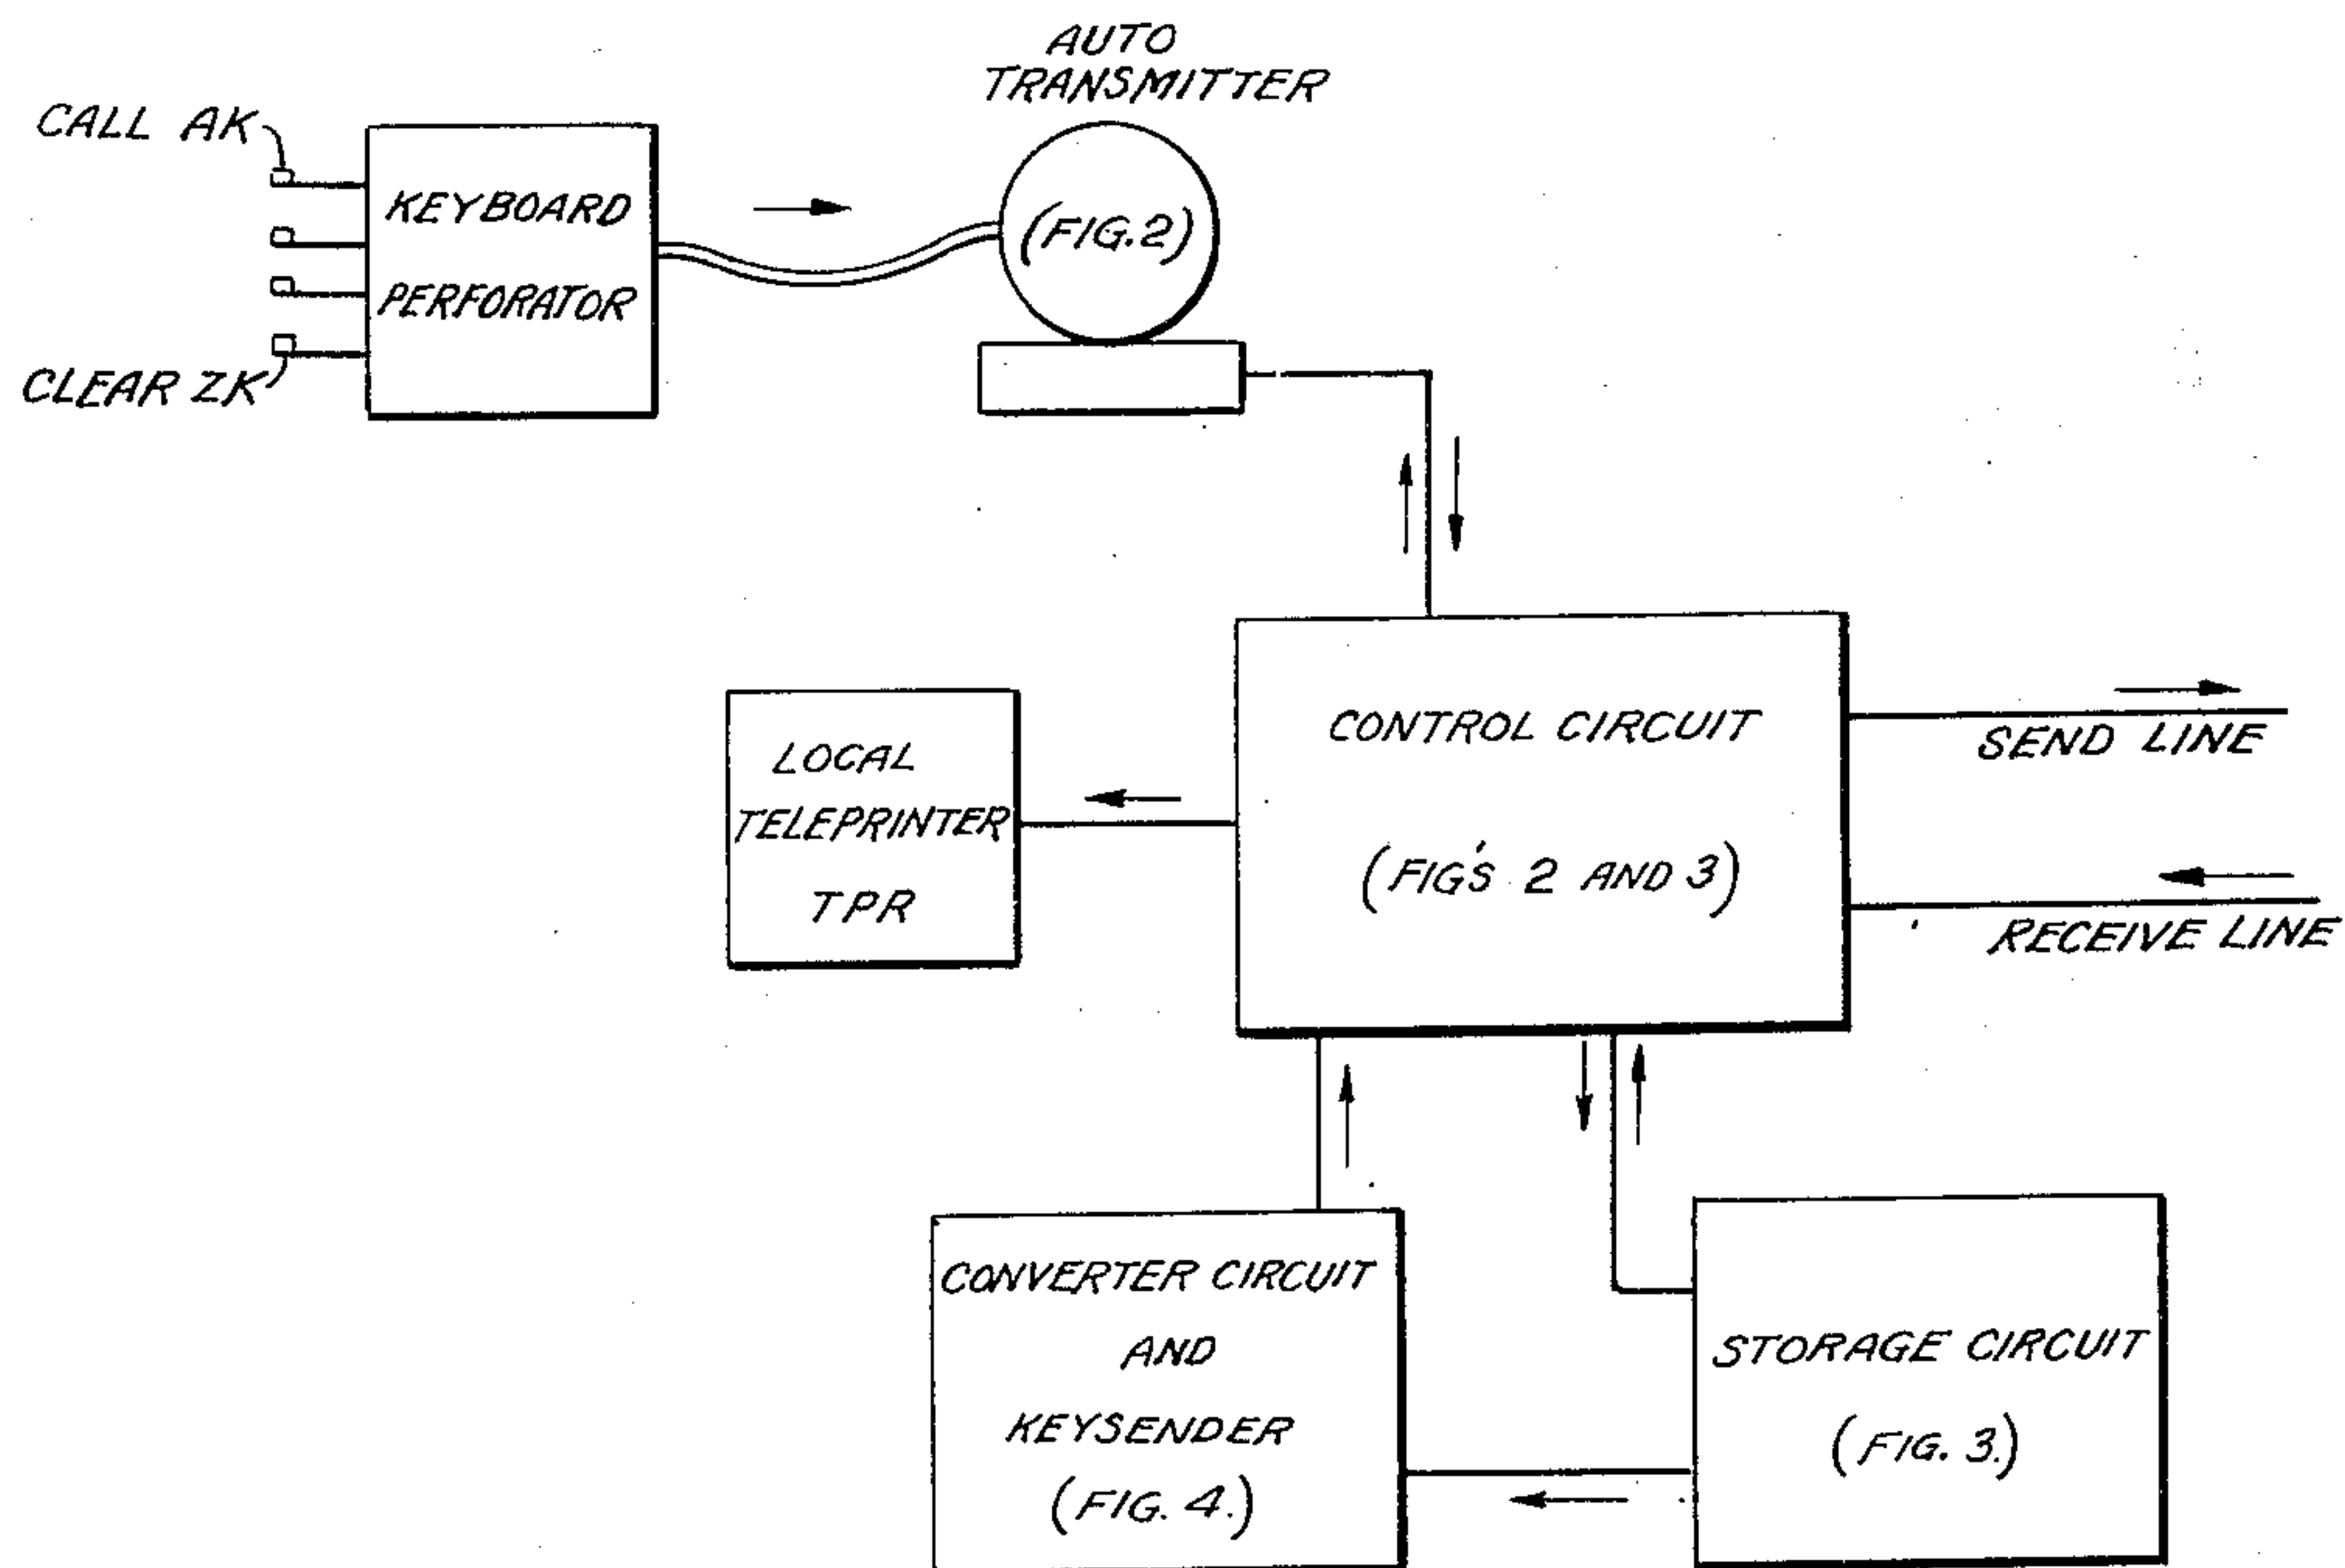 AUTO
TRANSMITTER
CALL AK
KEYBOARD
PERFORATOR
(FIG. 2)
CLEAR ZK
CONTROL CIRCUIT
(FIG'S 2 AND 3)
SEND LINE
RECEIVE LINE
LOCAL
TELEPRINTER
TPR
CONVERTER CIRCUIT
AND
KEYSENDER
(FIG. 4.)
STORAGE CIRCUIT
(FIG. 3.)